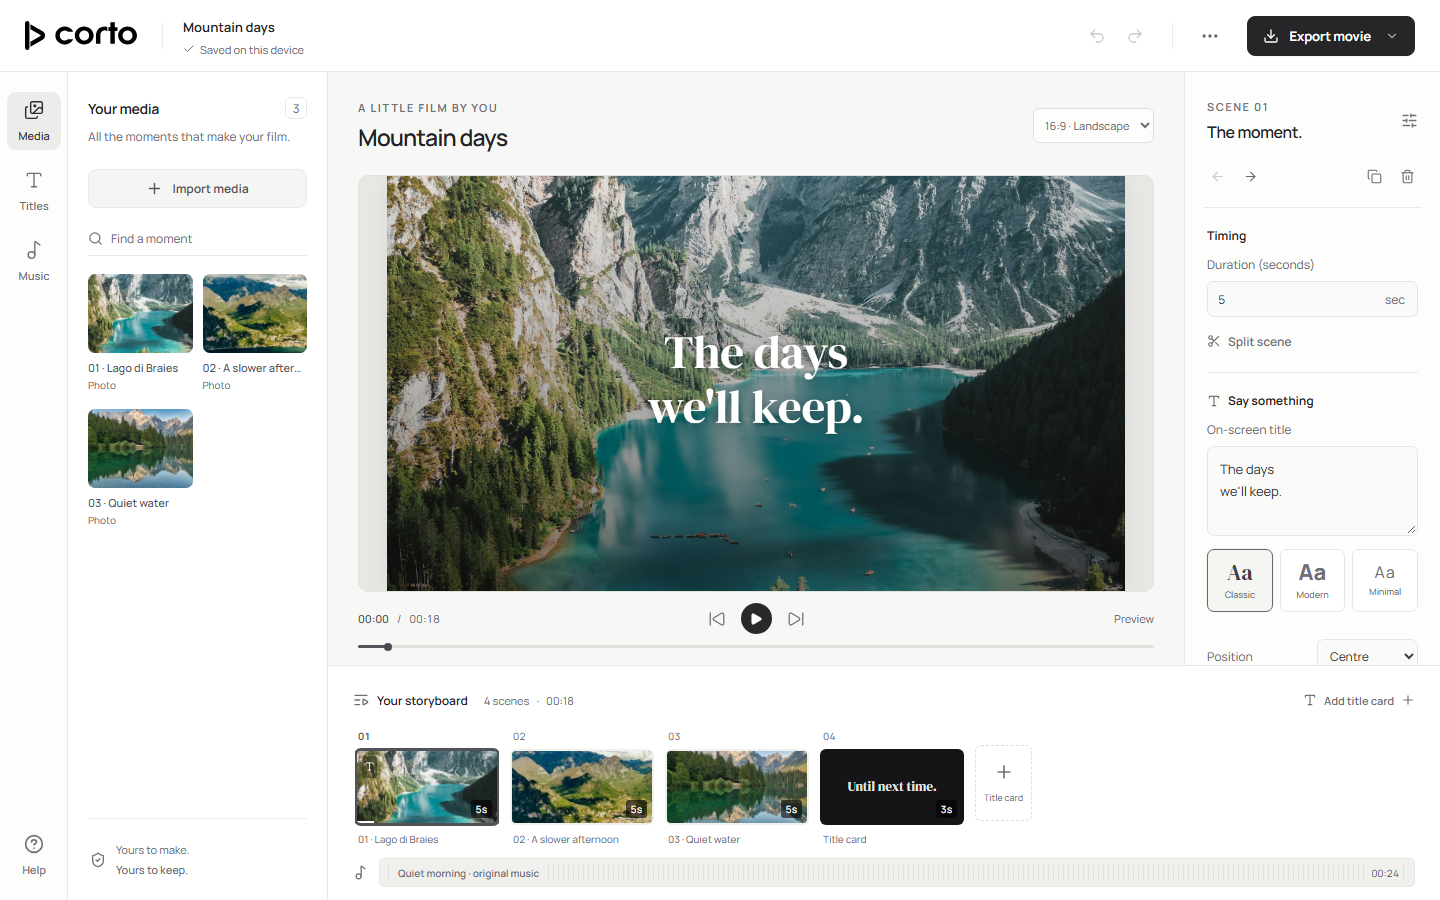 corto
Mountain days
Saved on this device
Export movie
Media
Titles
Music
Help
Your media
3
All the moments that make your film.
Import media
Find a moment
01 · Lago di Braies
Photo
02 · A slower after...
Photo
03 · Quiet water
Photo
Yours to make.
Yours to keep.
A LITTLE FILM BY YOU
Mountain days
16:9 · Landscape
The days
we'll keep.
00:00 / 00:18
Preview
SCENE 01
The moment.
Timing
Duration (seconds)
5 sec
Split scene
Say something
On-screen title
The days
we'll keep.
Aa
Classic
Aa
Modern
Aa
Minimal
Position
Centre
Your storyboard
4 scenes · 00:18
Add title card
01
5s
01 · Lago di Braies
02
5s
02 · A slower afternoon
03
5s
03 · Quiet water
04
Until next time.
3s
Title card
Title card
Quiet morning · original music
00:24